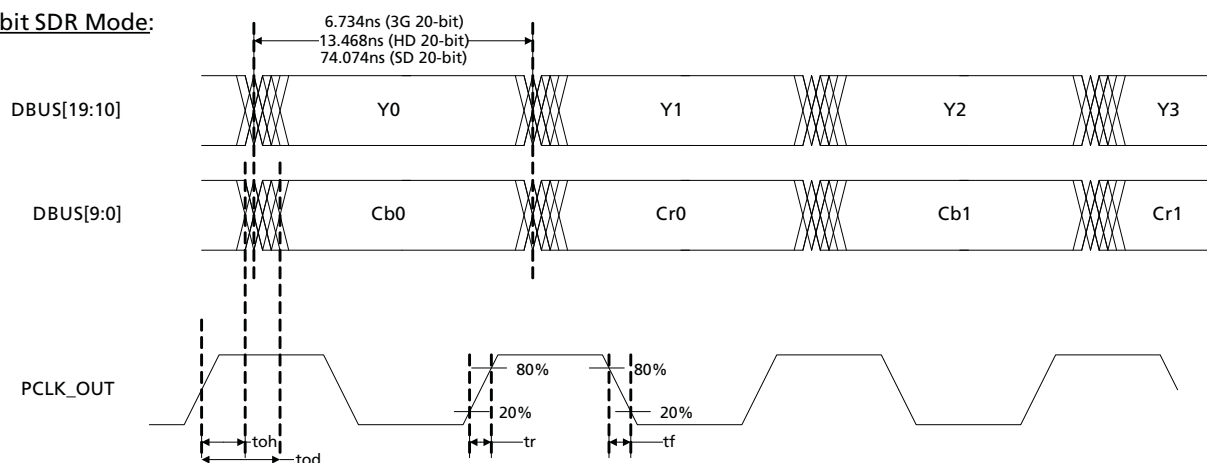 bit SDR Mode:
6.734ns (3G 20-bit)
13.468ns (HD 20-bit)
74.074ns (SD 20-bit)
DBUS[19:10]
Y0
Y1
Y2
Y3
DBUS[9:0]
Cb0
Cr0
Cb1
Cr1
PCLK_OUT
80%
80%
20%
20%
toh
tr
tf
tod